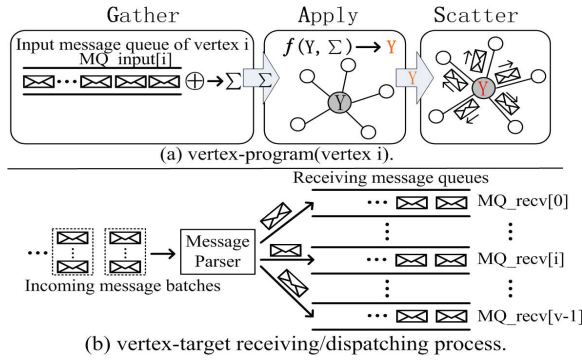 Gather
Apply
Scatter
Input message queue of vertex i
MQ_input[i]
··· ⊕ → Σ
Σ
f(Y, Σ) → Y
Y
Y
Y
(a) vertex-program(vertex i).
Receiving message queues
··· MQ_recv[0]
Message Parser
··· MQ_recv[i]
Incoming message batches
··· MQ_recv[v-1]
(b) vertex-target receiving/dispatching process.